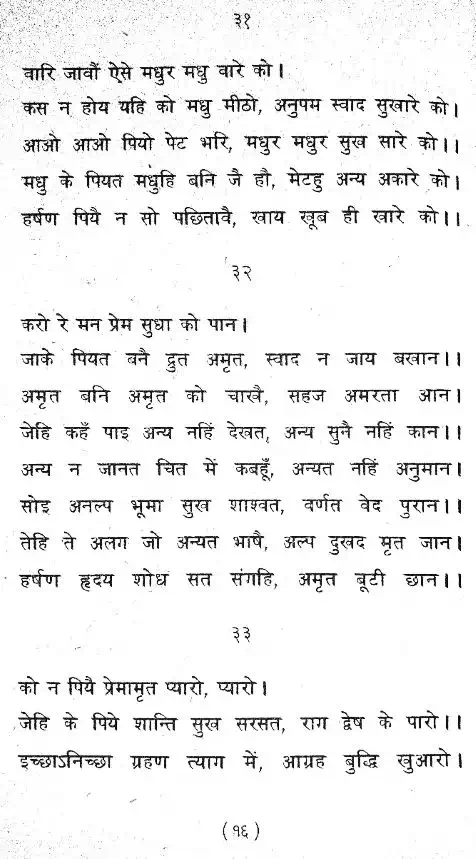 ३१
वारि जावौं ऐसे मधुर मधु वारे को।
कस न होय यहि को मधु मीठो, अनुपम स्वाद सुखारे को।
आओ आओ पियो पेट भरि, मधुर मधुर सुख सारे को।।
मधु के पियत मधुहि बनि जै हौ, मेटहु अन्य अकारे को।
हर्षण पियै न सो पछितावै, खाय खूब ही खारे को।।
३२
करो रे मन प्रेम सुधा को पान।
जाके पियत बनै द्रुत अमृत, स्वाद न जाय बखान।।
अमृत बनि अमृत को चाखै, सहज अमरता आन।
जेहि कहँ पाइ अन्य नहिं देखत, अन्य सुनै नहिं कान।।
अन्य न जानत चित में कबहूँ, अन्यत नहिं अनुमान।
सोइ अनल्प भूमा सुख शाश्वत, वर्णत वेद पुरान।।
तेहि ते अलग जो अन्यत भाषै, अल्प दुखद मृत जान।
हर्षण हृदय शोध सत संगहि, अमृत बूटी छान।।
३३
को न पियै प्रेमामृत प्यारो, प्यारो।
जेहि के पिये शान्ति सुख सरसत, राग द्वेष के पारो।।
इच्छाऽनिच्छा ग्रहण त्याग में, आग्रह बुद्धि खुआरो।
(१६)